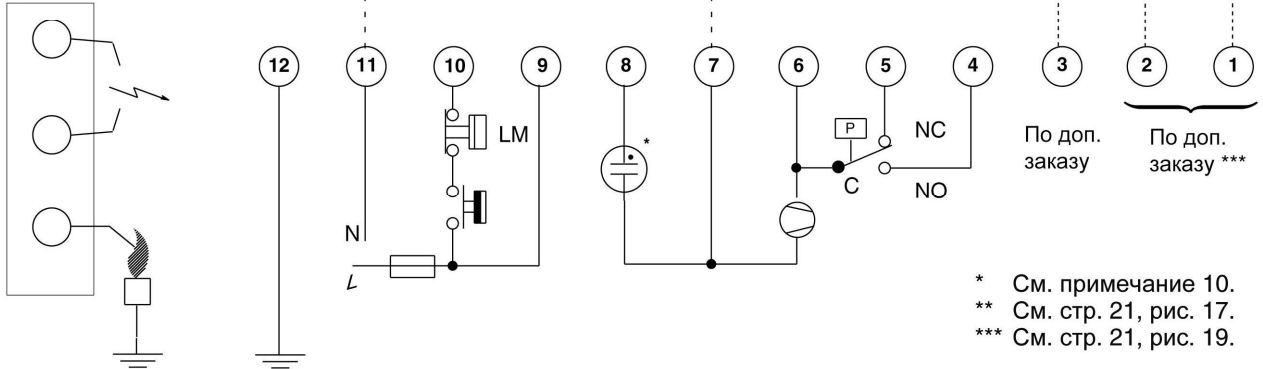 12 11 10 9 8 7 6 5 4 3 2 1
LM
*
P
NC
C
NO
N
L
По доп.
заказу
По доп.
заказу ***
* См. примечание 10.
** См. стр. 21, рис. 17.
*** См. стр. 21, рис. 19.